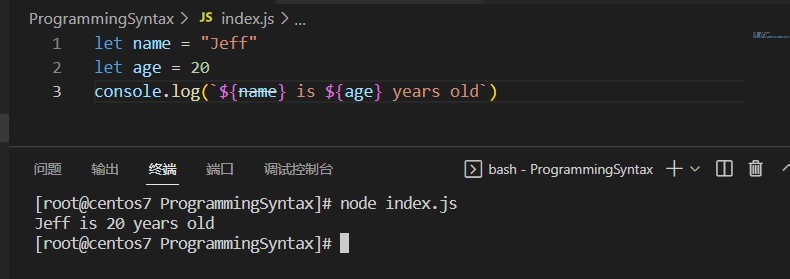 ProgrammingSyntax > JS index.js > ...
1 let name = "Jeff"
2 let age = 20
3 console.log(`${name} is ${age} years old`)
问题 输出 终端 端口 调试控制台 bash - ProgrammingSyntax
[root@centos7 ProgrammingSyntax]# node index.js
Jeff is 20 years old
[root@centos7 ProgrammingSyntax]#